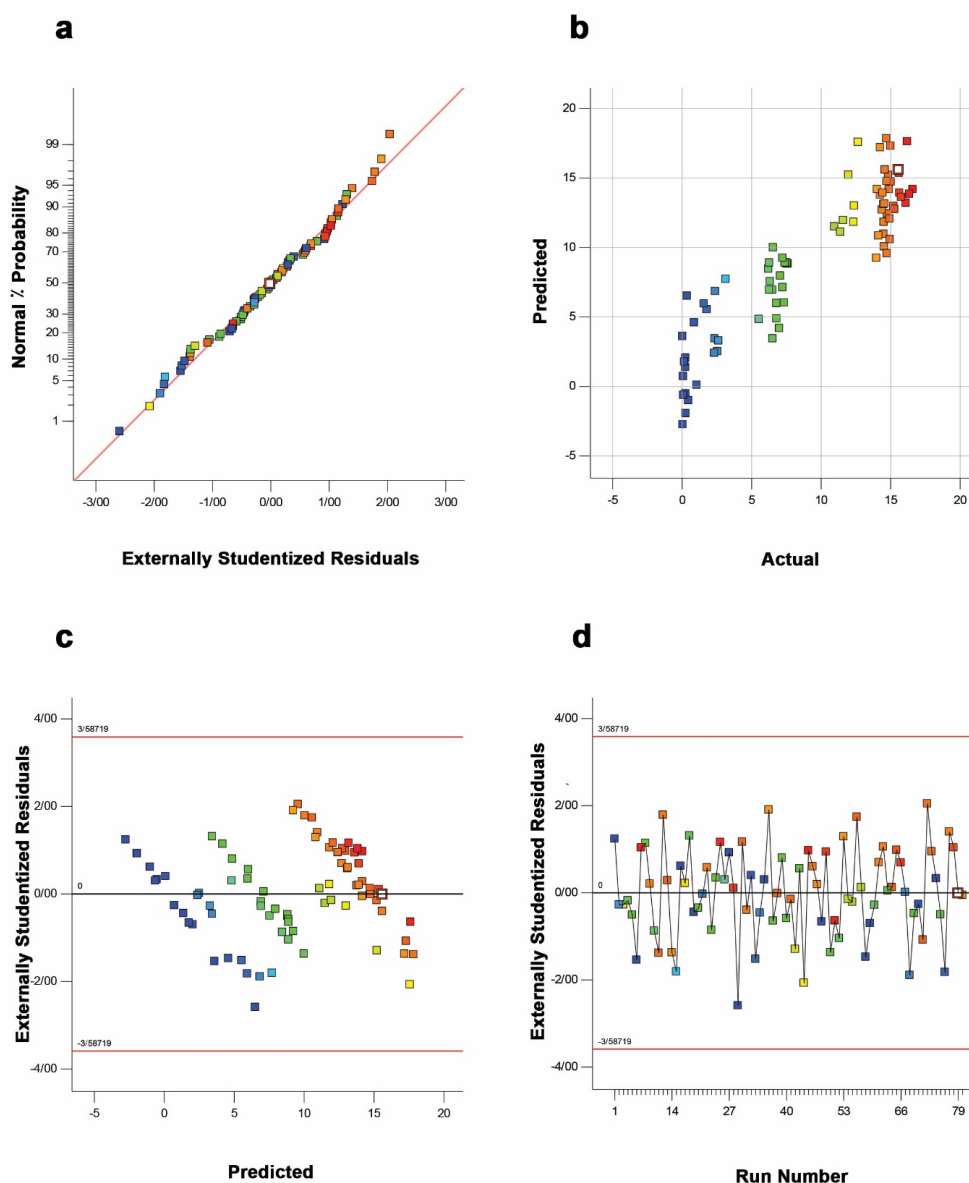 a
Normal % Probability
99
95
90
80
70
50
30
20
10
5
1
-3/00 -2/00 -1/00 0/00 1/00 2/00 3/00
Externally Studentized Residuals
b
Predicted
20
15
10
5
0
-5
-5 0 5 10 15 20
Actual
c
Externally Studentized Residuals
4/00
3/58719
2/00
0/00
0
-2/00
-3/58719
-4/00
-5 0 5 10 15 20
Predicted
d
Externally Studentized Residuals
4/00
3/58719
2/00
0/00
0
-2/00
-3/58719
-4/00
1 14 27 40 53 66 79
Run Number